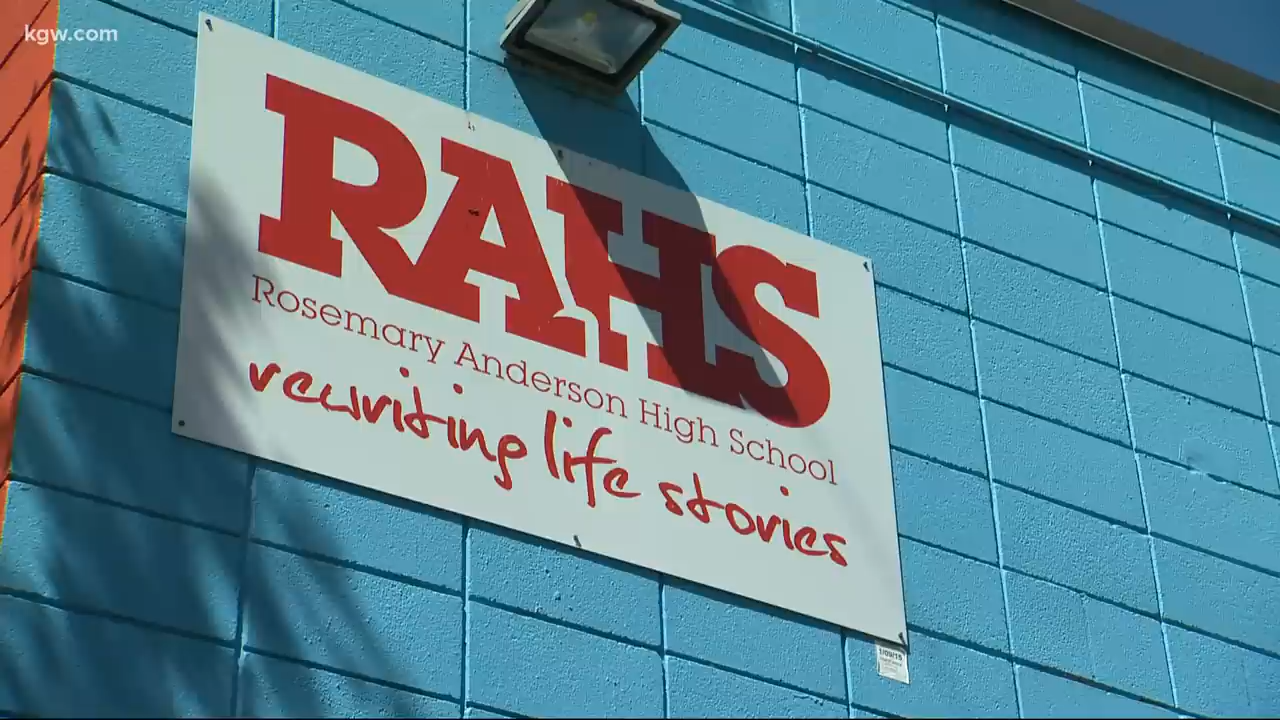 kgw.com
RAHS
Rosemary Anderson High School
rewriting life stories